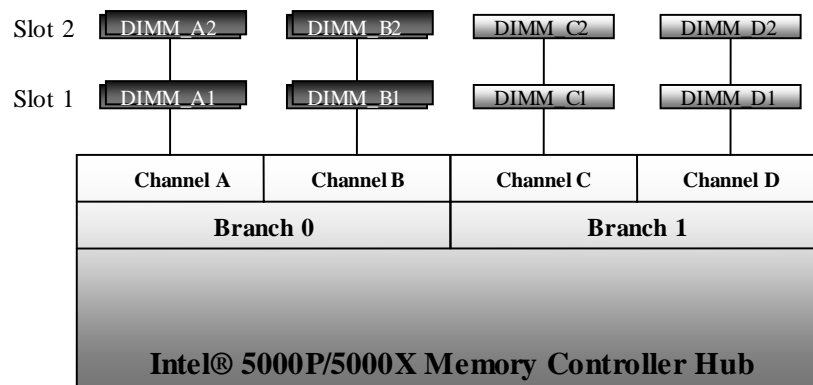 Slot 2 DIMM_A2 DIMM_B2 DIMM_C2 DIMM_D2
Slot 1 DIMM_A1 DIMM_B1 DIMM_C1 DIMM_D1
Channel A Channel B Channel C Channel D
Branch 0 Branch 1
Intel® 5000P/5000X Memory Controller Hub